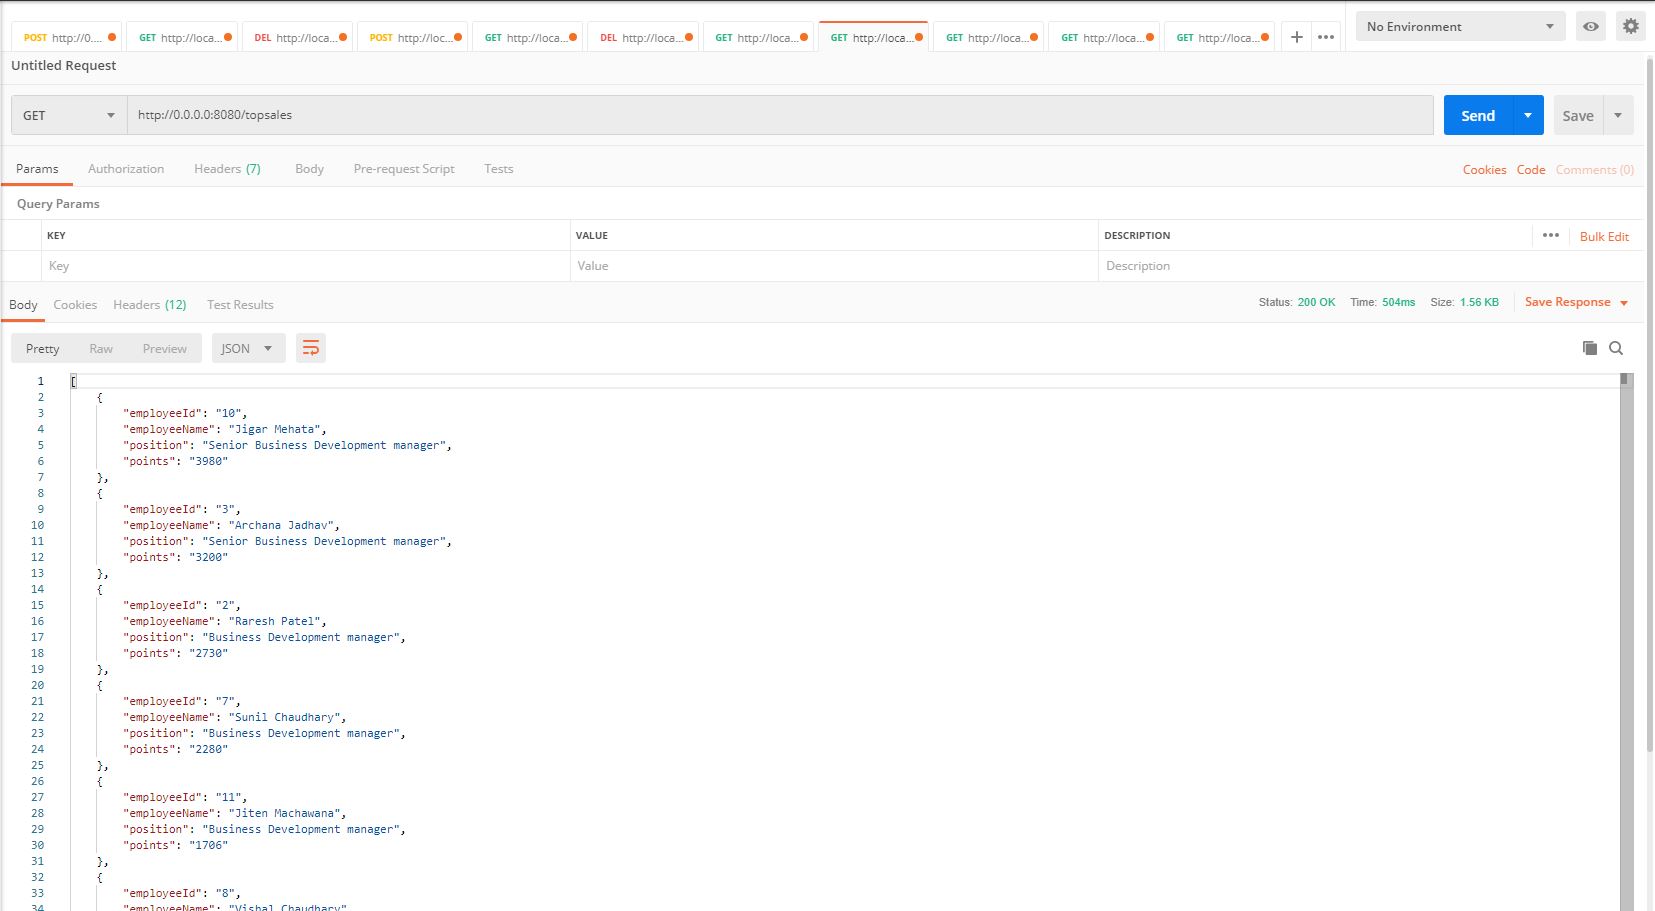 POST http://0.... GET http://loca... DEL http://loca... POST http://loc... GET http://loca... DEL http://loca... GET http://loca... GET http://loca... GET http://loca... GET http://loca... GET http://loca... + ••• No Environment
Untitled Request
GET http://0.0.0.0:8080/topsales Send Save
Params Authorization Headers (7) Body Pre-request Script Tests Cookies Code Comments (0)
Query Params
KEY VALUE DESCRIPTION ••• Bulk Edit
Key Value Description
Body Cookies Headers (12) Test Results Status: 200 OK Time: 504ms Size: 1.56 KB Save Response
Pretty Raw Preview JSON
1 [
2 {
3 "employeeId": "10",
4 "employeeName": "Jigar Mehata",
5 "position": "Senior Business Development manager",
6 "points": "3980"
7 },
8 {
9 "employeeId": "3",
10 "employeeName": "Archana Jadhav",
11 "position": "Senior Business Development manager",
12 "points": "3200"
13 },
14 {
15 "employeeId": "2",
16 "employeeName": "Raresh Patel",
17 "position": "Business Development manager",
18 "points": "2730"
19 },
20 {
21 "employeeId": "7",
22 "employeeName": "Sunil Chaudhary",
23 "position": "Business Development manager",
24 "points": "2280"
25 },
26 {
27 "employeeId": "11",
28 "employeeName": "Jiten Machawana",
29 "position": "Business Development manager",
30 "points": "1706"
31 },
32 {
33 "employeeId": "8",
34 "employeeName": "Vishal Chaudhary",